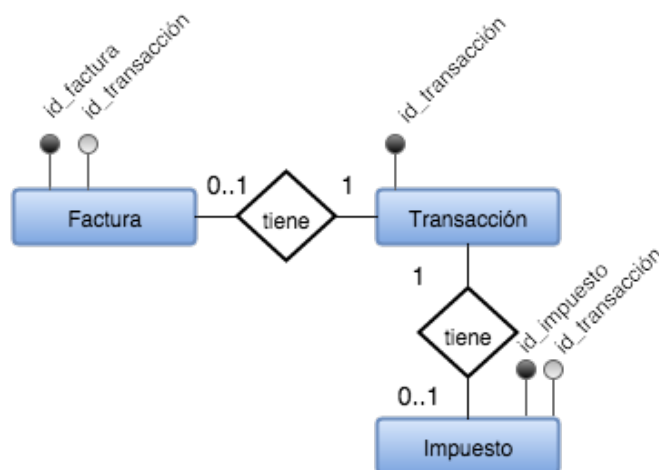 id_factura
id_transacción
id_transacción
0..1
1
Factura
tiene
Transacción
1
id_impuesto
id_transacción
tiene
0..1
Impuesto